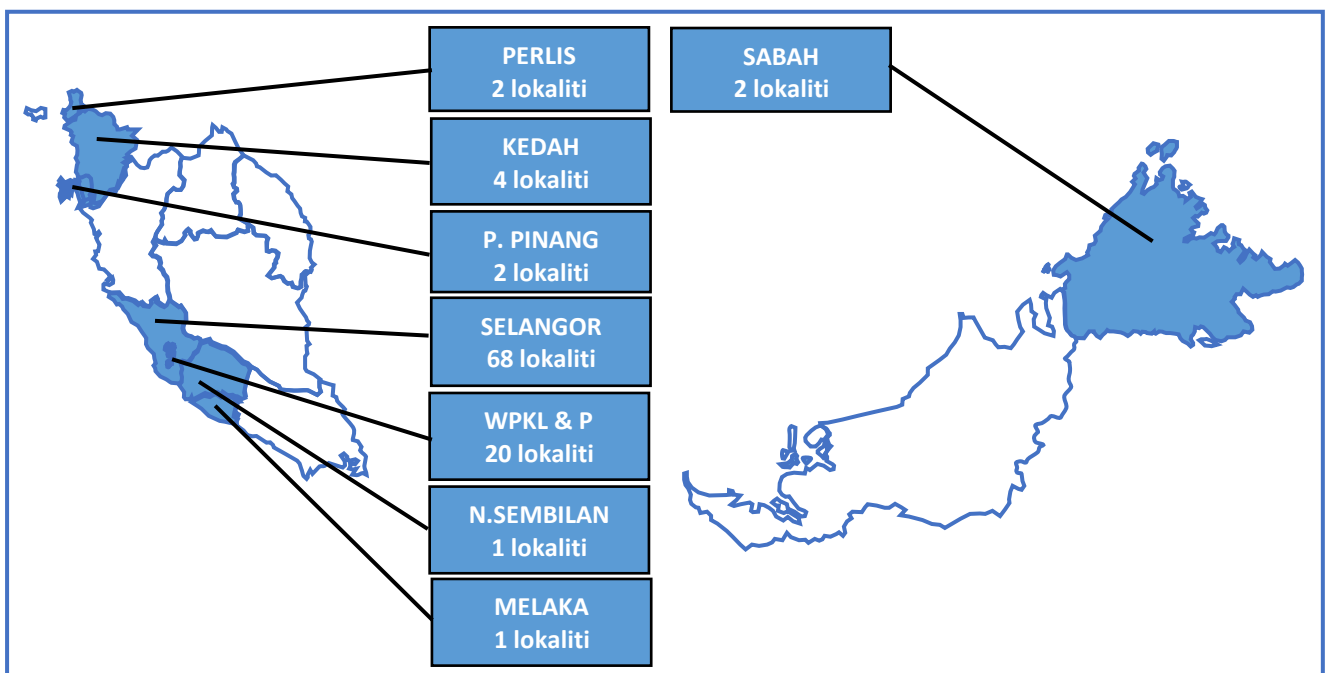 PERLIS
2 lokaliti
KEDAH
4 lokaliti
P. PINANG
2 lokaliti
SELANGOR
68 lokaliti
WPKL & P
20 lokaliti
N.SEMBILAN
1 lokaliti
MELAKA
1 lokaliti
SABAH
2 lokaliti